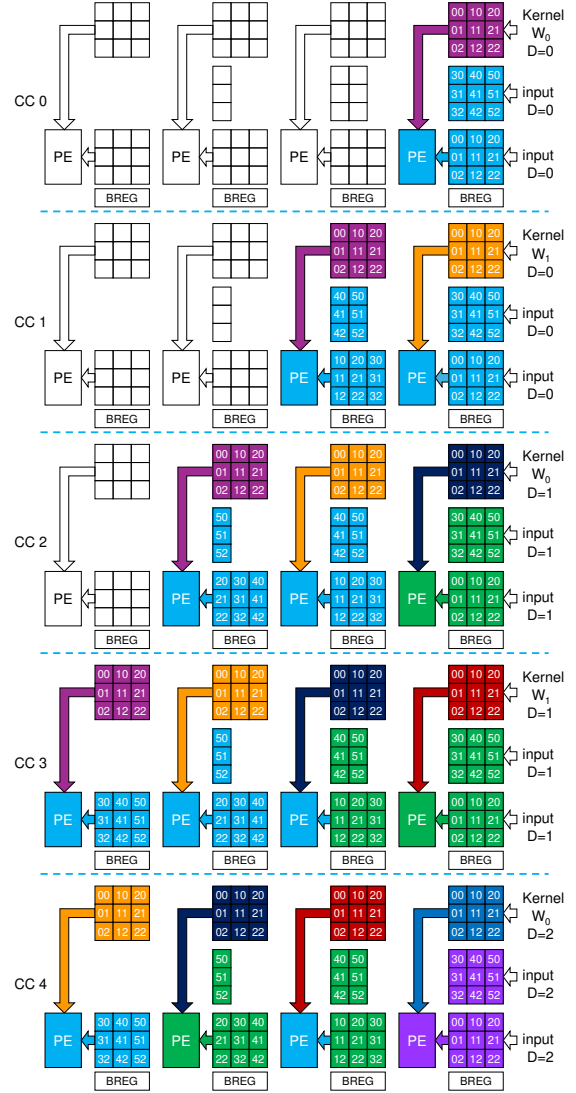 00 10 20 Kernel
01 11 21 W0
02 12 22 D=0
CC 0
30 40 50 input
31 41 51 D=0
32 42 52
PE PE PE PE
00 10 20 input
01 11 21 D=0
02 12 22
BREG BREG BREG BREG
00 10 20 00 10 20 Kernel
01 11 21 01 11 21 W1
02 12 22 02 12 22 D=0
CC 1
40 50 30 40 50 input
41 51 31 41 51 D=0
42 52 32 42 52
PE PE PE PE
10 20 30 00 10 20 input
11 21 31 01 11 21 D=0
12 22 32 02 12 22
BREG BREG BREG BREG
00 10 20 00 10 20 00 10 20 Kernel
01 11 21 01 11 21 01 11 21 W0
02 12 22 02 12 22 02 12 22 D=1
CC 2
50 40 50 30 40 50 input
51 41 51 31 41 51 D=1
52 42 52 32 42 52
PE PE PE PE
20 30 40 10 20 30 00 10 20 input
21 31 41 11 21 31 01 11 21 D=1
22 32 42 12 22 32 02 12 22
BREG BREG BREG BREG
00 10 20 00 10 20 00 10 20 00 10 20 Kernel
01 11 21 01 11 21 01 11 21 01 11 21 W1
02 12 22 02 12 22 02 12 22 02 12 22 D=1
CC 3
50 40 50 30 40 50 input
51 41 51 31 41 51 D=1
52 42 52 32 42 52
PE PE PE PE
30 40 50 20 30 40 10 20 30 00 10 20 input
31 41 51 21 31 41 11 21 31 01 11 21 D=1
32 42 52 22 32 42 12 22 32 02 12 22
BREG BREG BREG BREG
00 10 20 00 10 20 00 10 20 00 10 20 Kernel
01 11 21 01 11 21 01 11 21 01 11 21 W0
02 12 22 02 12 22 02 12 22 02 12 22 D=2
CC 4
50 40 50 30 40 50 input
51 41 51 31 41 51 D=2
52 42 52 32 42 52
PE PE PE PE
30 40 50 20 30 40 10 20 30 00 10 20 input
31 41 51 21 31 41 11 21 31 01 11 21 D=2
32 42 52 22 32 42 12 22 32 02 12 22
BREG BREG BREG BREG